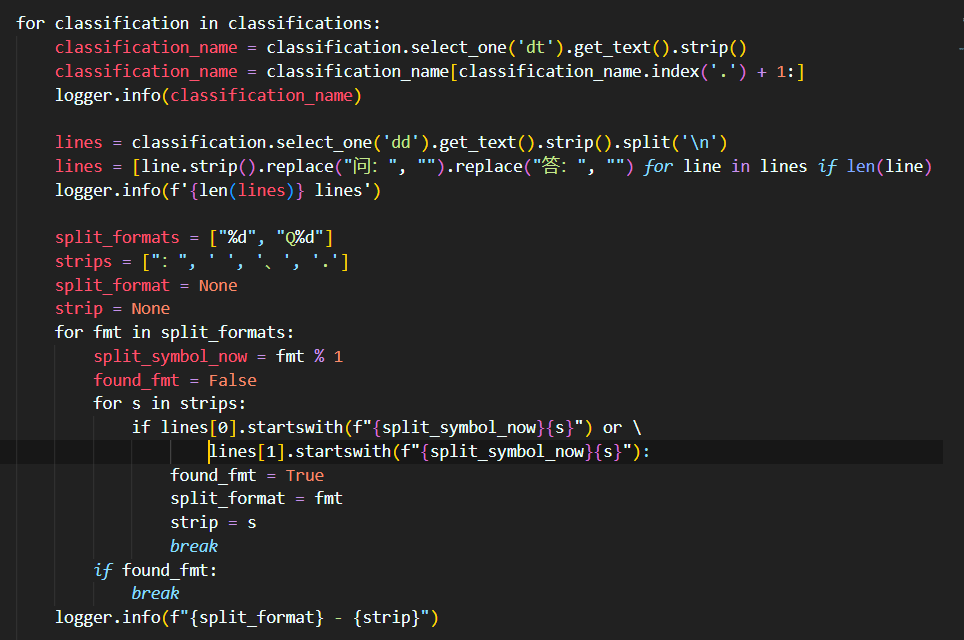 for classification in classifications:
    classification_name = classification.select_one('dt').get_text().strip()
    classification_name = classification_name[classification_name.index('.') + 1:]
    logger.info(classification_name)

    lines = classification.select_one('dd').get_text().strip().split('\n')
    lines = [line.strip().replace("问：", "").replace("答：", "") for line in lines if len(line)
    logger.info(f'{len(lines)} lines')

    split_formats = ["%d", "Q%d"]
    strips = ["：", ' ', '、', '.']
    split_format = None
    strip = None
    for fmt in split_formats:
        split_symbol_now = fmt % 1
        found_fmt = False
        for s in strips:
            if lines[0].startswith(f"{split_symbol_now}{s}") or \
                    lines[1].startswith(f"{split_symbol_now}{s}"):
                found_fmt = True
                split_format = fmt
                strip = s
                break
        if found_fmt:
            break
    logger.info(f"{split_format} - {strip}")